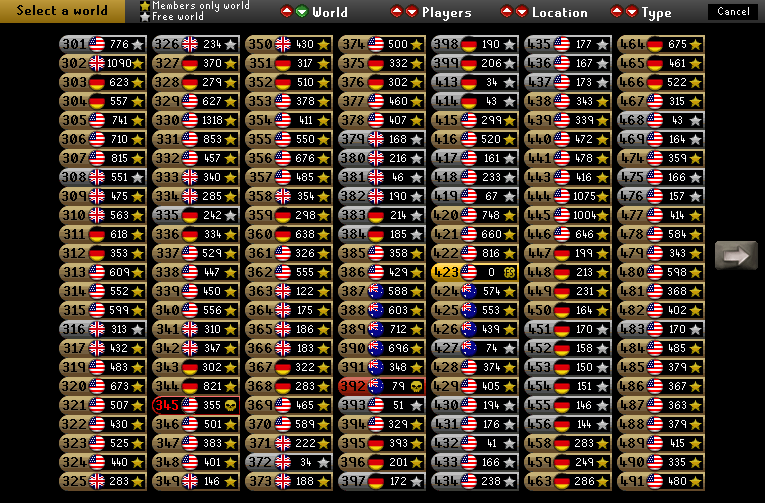 Select a world
Members only world
Free world
World
Players
Location
Type
Cancel
301 776 326 234 350 430 374 500 398 190 435 177 464 675
302 1090 327 370 351 317 375 332 399 206 436 167 465 461
303 623 328 279 352 510 376 302 413 34 437 173 466 522
304 557 329 627 353 378 377 460 414 43 438 343 467 315
305 741 330 1318 354 411 378 407 415 299 439 339 468 43
306 710 331 853 355 550 379 168 416 520 440 472 469 164
307 815 332 457 356 676 380 216 417 161 441 478 474 359
308 551 333 340 357 485 381 46 418 233 443 416 475 166
309 475 334 285 358 354 382 190 419 67 444 1075 476 157
310 563 335 242 359 298 383 214 420 748 445 1004 477 414
311 618 336 334 360 638 384 185 421 660 446 646 478 584
312 353 337 529 361 326 385 358 422 816 447 199 479 343
313 609 338 447 362 555 386 429 423 0 448 213 480 598
314 552 339 450 363 122 387 588 424 574 449 231 481 368
315 599 340 556 364 175 388 603 425 553 450 164 482 402
316 313 341 310 365 186 389 712 426 439 451 170 483 170
317 432 342 347 366 183 390 696 427 74 452 158 484 485
319 483 343 302 367 322 391 348 428 374 453 150 485 379
320 673 344 821 368 283 392 79 429 405 454 151 486 367
321 507 345 355 369 465 393 51 430 194 455 146 487 363
322 430 346 501 370 589 394 329 431 176 456 144 488 379
323 525 347 383 371 222 395 393 432 41 458 283 489 415
324 440 348 401 372 34 396 201 433 166 459 249 490 335
325 283 349 146 373 188 397 172 434 238 463 286 491 480